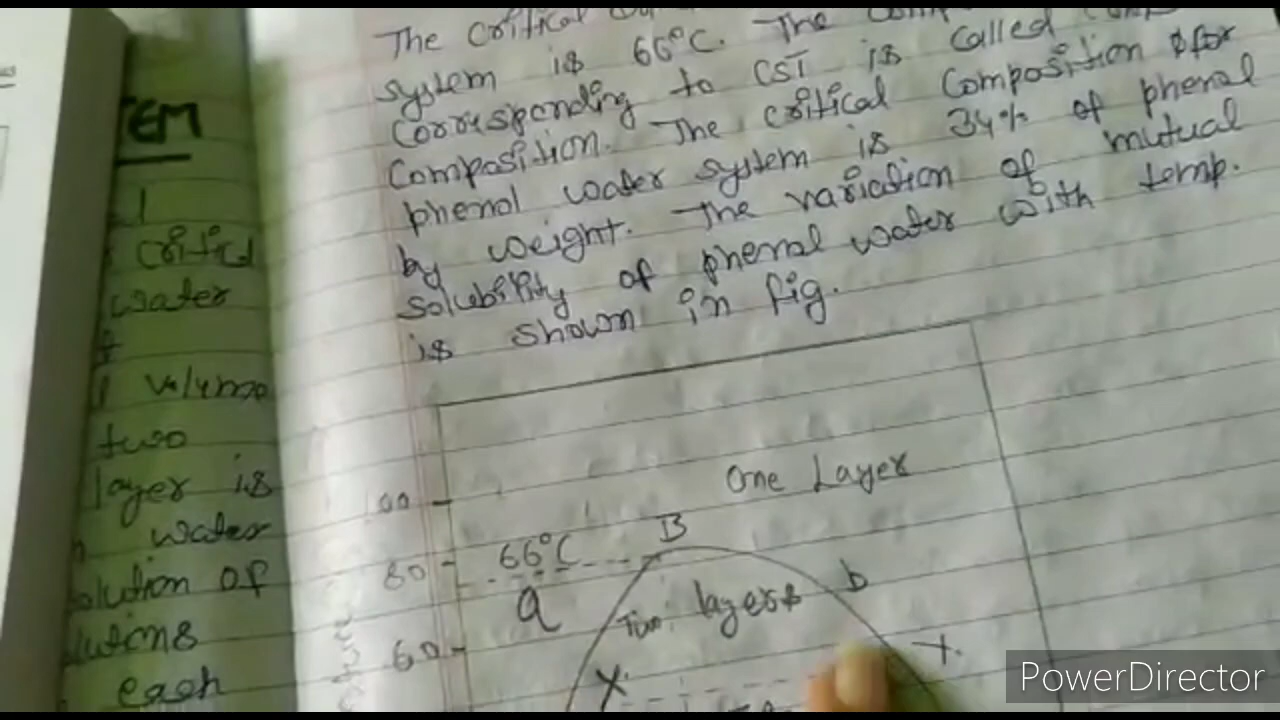 The Critical
system is 66°C. The
Corresponding to CST is Called
Composition. The critical Composition for
phenol water system is 34% of phenol
by weight. The variation of mutual
solubility of phenol water with temp.
is shown in fig.
TEM
critical
water
volume
two
layer is
water
of
each
One Layer
100
B
66°C
80
a
b
Two layers
60
X
X
PowerDirector